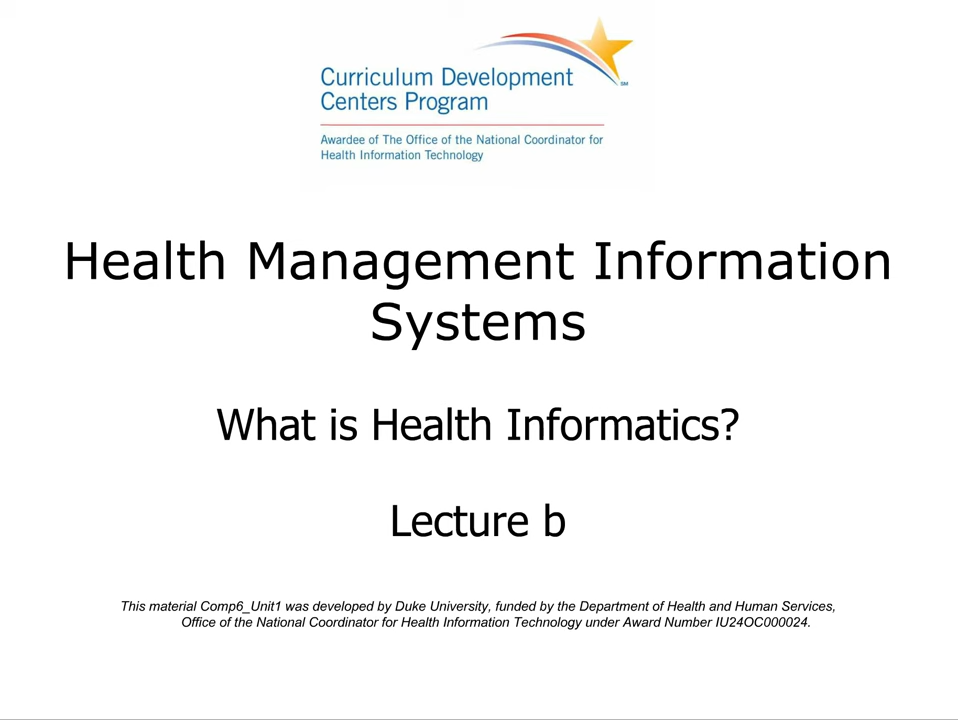 Curriculum Development
Centers Program
Awardee of The Office of the National Coordinator for
Health Information Technology
Health Management Information
Systems
What is Health Informatics?
Lecture b
This material Comp6_Unit1 was developed by Duke University, funded by the Department of Health and Human Services,
Office of the National Coordinator for Health Information Technology under Award Number IU24OC000024.